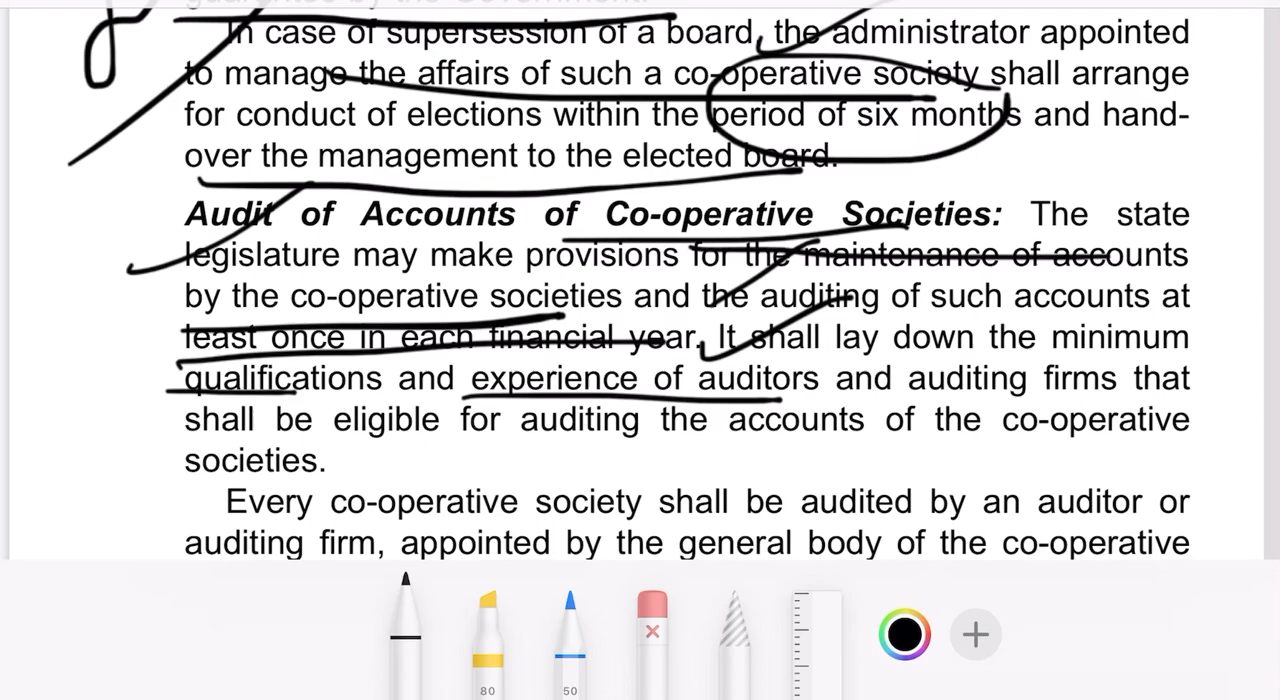 guarantee by the Government.
In case of supersession of a board, the administrator appointed
to manage the affairs of such a co-operative society shall arrange
for conduct of elections within the period of six months and hand-
over the management to the elected board.
Audit of Accounts of Co-operative Societies: The state
legislature may make provisions for the maintenance of accounts
by the co-operative societies and the auditing of such accounts at
least once in each financial year. It shall lay down the minimum
qualifications and experience of auditors and auditing firms that
shall be eligible for auditing the accounts of the co-operative
societies.
Every co-operative society shall be audited by an auditor or
auditing firm, appointed by the general body of the co-operative
80
50